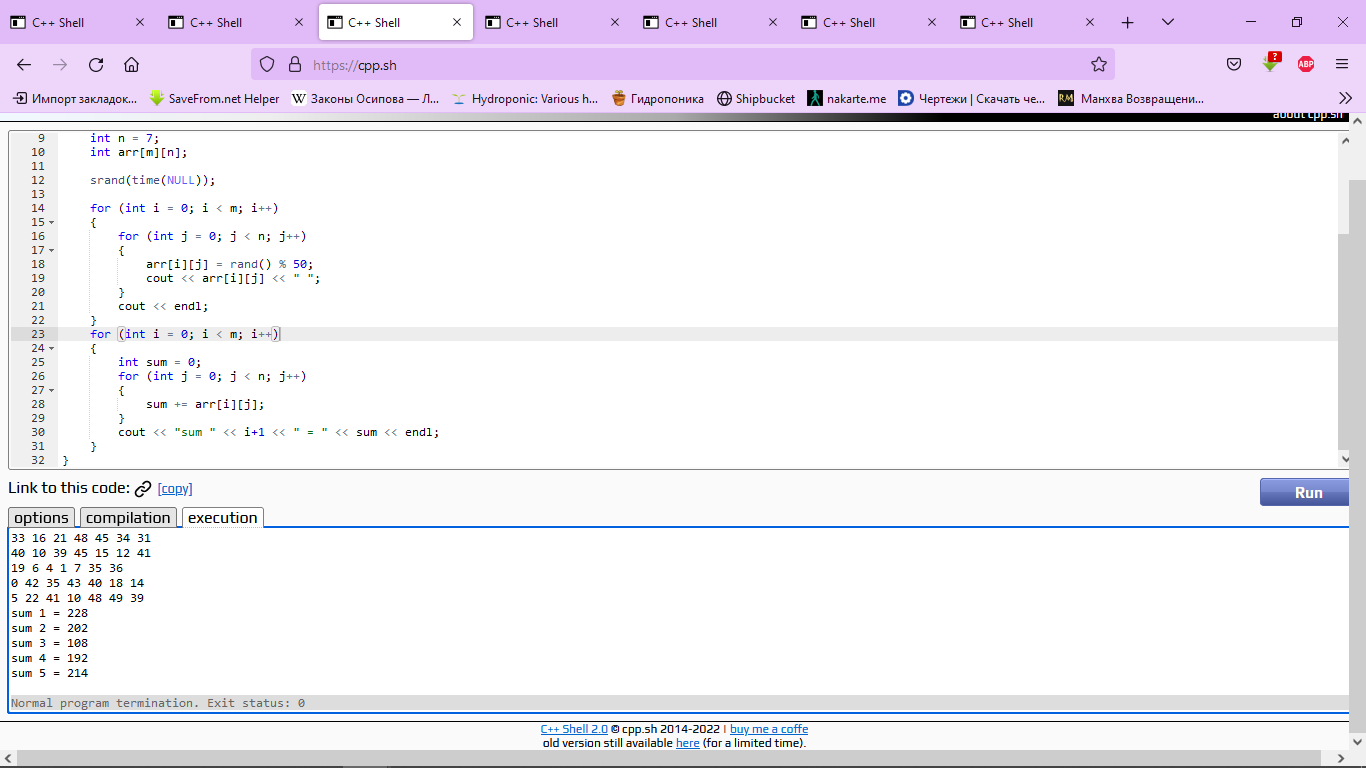 C++ Shell C++ Shell C++ Shell C++ Shell C++ Shell C++ Shell C++ Shell
https://cpp.sh ? ABP
Импорт закладок... SaveFrom.net Helper W Законы Осипова — Л... Hydroponic: Various h... Гидропоника Shipbucket nakarte.me Чертежи | Скачать че... RM Манхва Возвращени...
about cpp.sh
9 int n = 7;
10 int arr[m][n];
11
12 srand(time(NULL));
13
14 for (int i = 0; i < m; i++)
15 {
16 for (int j = 0; j < n; j++)
17 {
18 arr[i][j] = rand() % 50;
19 cout << arr[i][j] << " ";
20 }
21 cout << endl;
22 }
23 for (int i = 0; i < m; i++)
24 {
25 int sum = 0;
26 for (int j = 0; j < n; j++)
27 {
28 sum += arr[i][j];
29 }
30 cout << "sum " << i+1 << " = " << sum << endl;
31 }
32 }
Link to this code: [copy]
Run
options compilation execution
33 16 21 48 45 34 31
40 10 39 45 15 12 41
19 6 4 1 7 35 36
0 42 35 43 40 18 14
5 22 41 10 48 49 39
sum 1 = 228
sum 2 = 202
sum 3 = 108
sum 4 = 192
sum 5 = 214
Normal program termination. Exit status: 0
C++ Shell 2.0 © cpp.sh 2014-2022 | buy me a coffe
old version still available here (for a limited time).